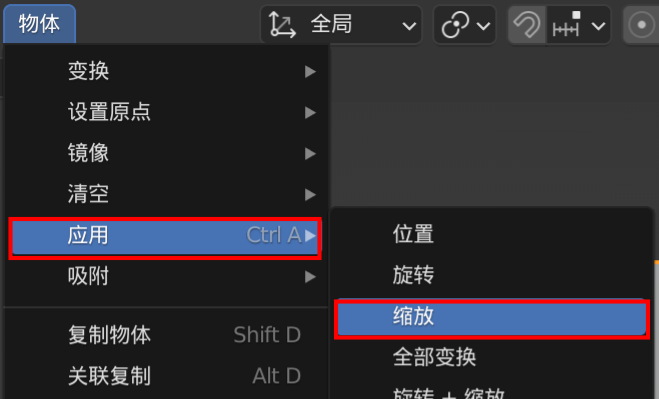 物体
全局
变换
设置原点
镜像
清空
应用 Ctrl A
吸附
复制物体 Shift D
关联复制 Alt D
位置
旋转
缩放
全部变换
旋转 + 缩放